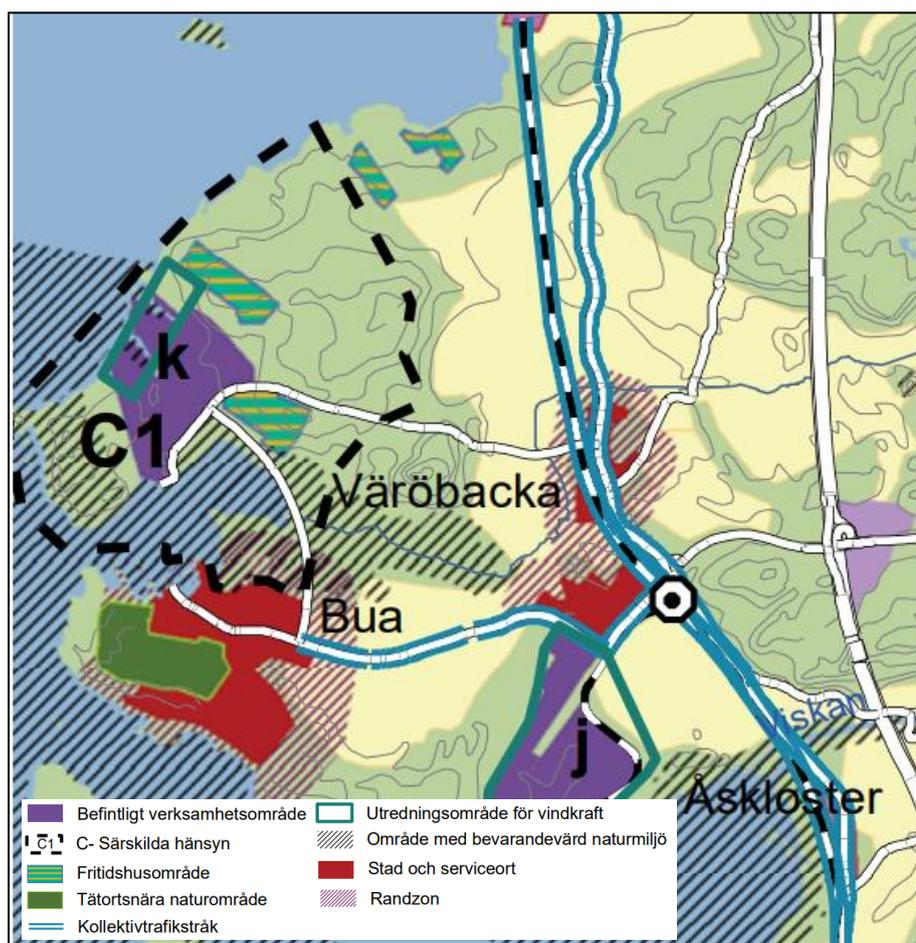 k
C1
Väröbacka
Bua
j
Viskan
Åskloster
Befintligt verksamhetsområde
C1 C- Särskilda hänsyn
Fritidshusområde
Tätortsnära naturområde
Kollektivtrafikstråk
Utredningsområde för vindkraft
Område med bevarandevärd naturmiljö
Stad och serviceort
Randzon